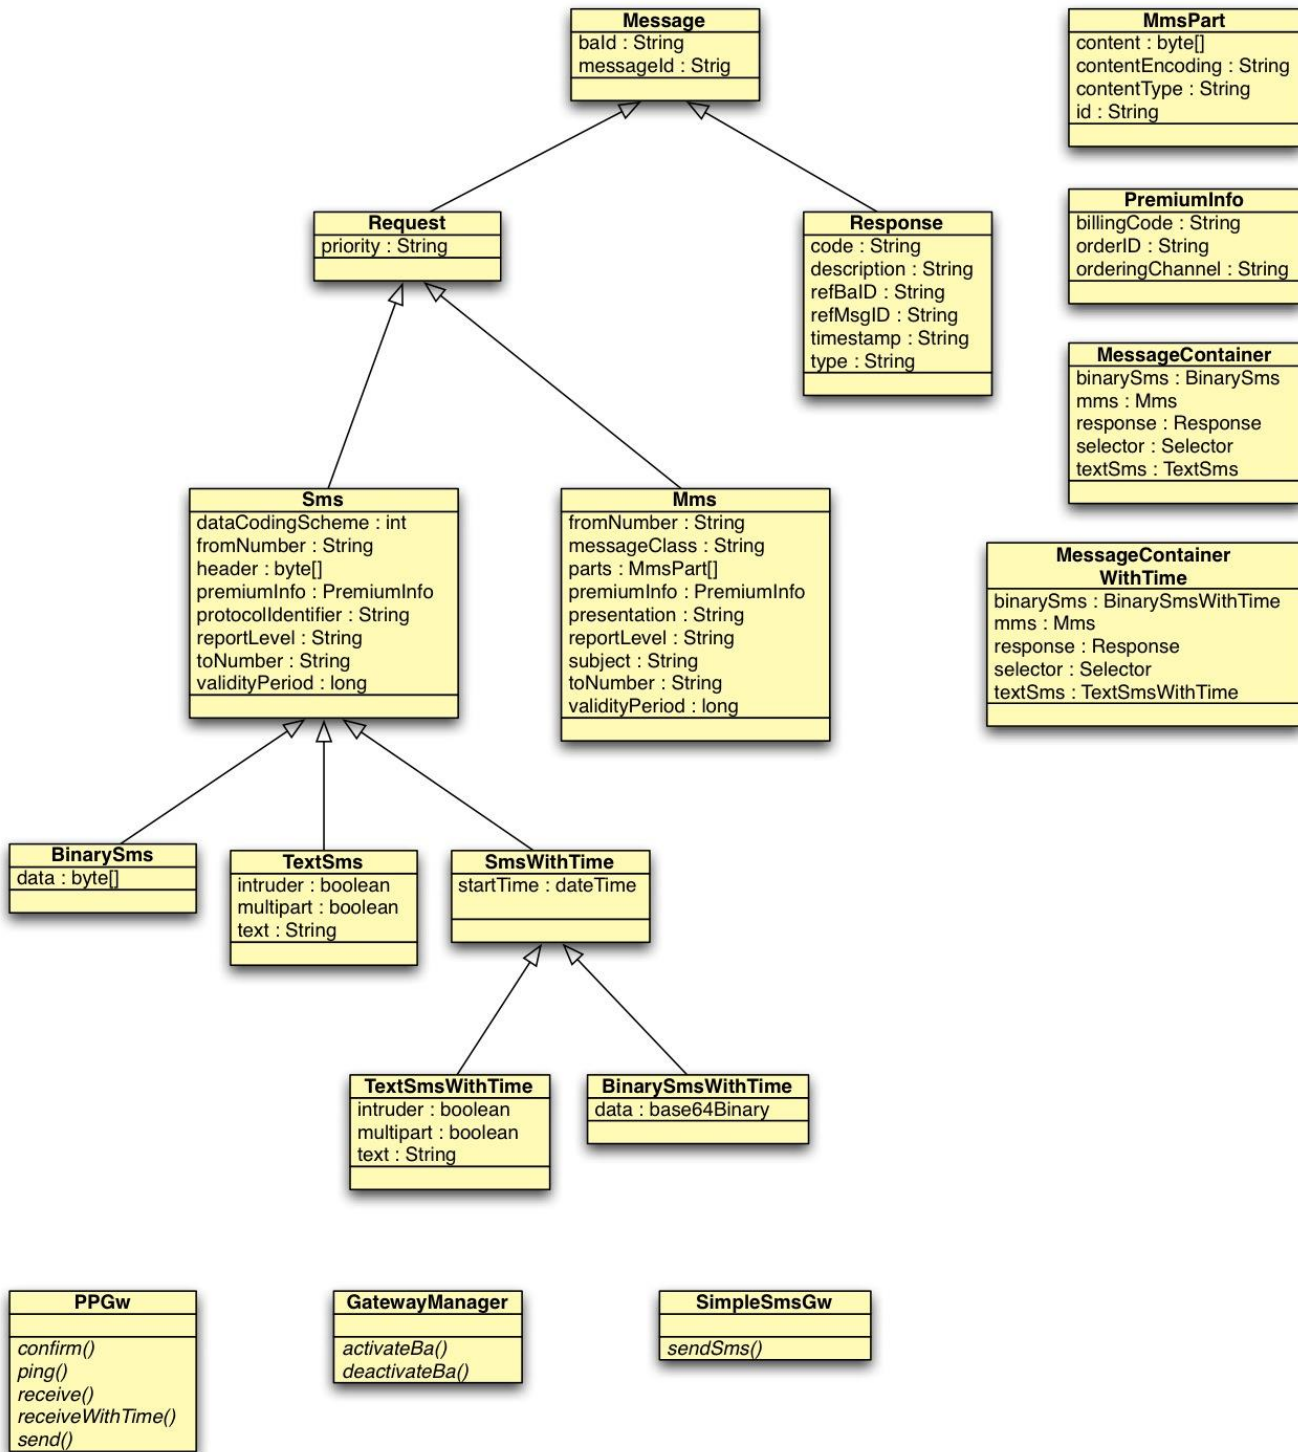 Message
baId : String
messageId : Strig
MmsPart
content : byte[]
contentEncoding : String
contentType : String
id : String
Request
priority : String
Response
code : String
description : String
refBaID : String
refMsgID : String
timestamp : String
type : String
PremiumInfo
billingCode : String
orderID : String
orderingChannel : String
MessageContainer
binarySms : BinarySms
mms : Mms
response : Response
selector : Selector
textSms : TextSms
Sms
dataCodingScheme : int
fromNumber : String
header : byte[]
premiumInfo : PremiumInfo
protocolIdentifier : String
reportLevel : String
toNumber : String
validityPeriod : long
Mms
fromNumber : String
messageClass : String
parts : MmsPart[]
premiumInfo : PremiumInfo
presentation : String
reportLevel : String
subject : String
toNumber : String
validityPeriod : long
MessageContainer
WithTime
binarySms : BinarySmsWithTime
mms : Mms
response : Response
selector : Selector
textSms : TextSmsWithTime
BinarySms
data : byte[]
TextSms
intruder : boolean
multipart : boolean
text : String
SmsWithTime
startTime : dateTime
TextSmsWithTime
intruder : boolean
multipart : boolean
text : String
BinarySmsWithTime
data : base64Binary
PPGw
confirm()
ping()
receive()
receiveWithTime()
send()
GatewayManager
activateBa()
deactivateBa()
SimpleSmsGw
sendSms()